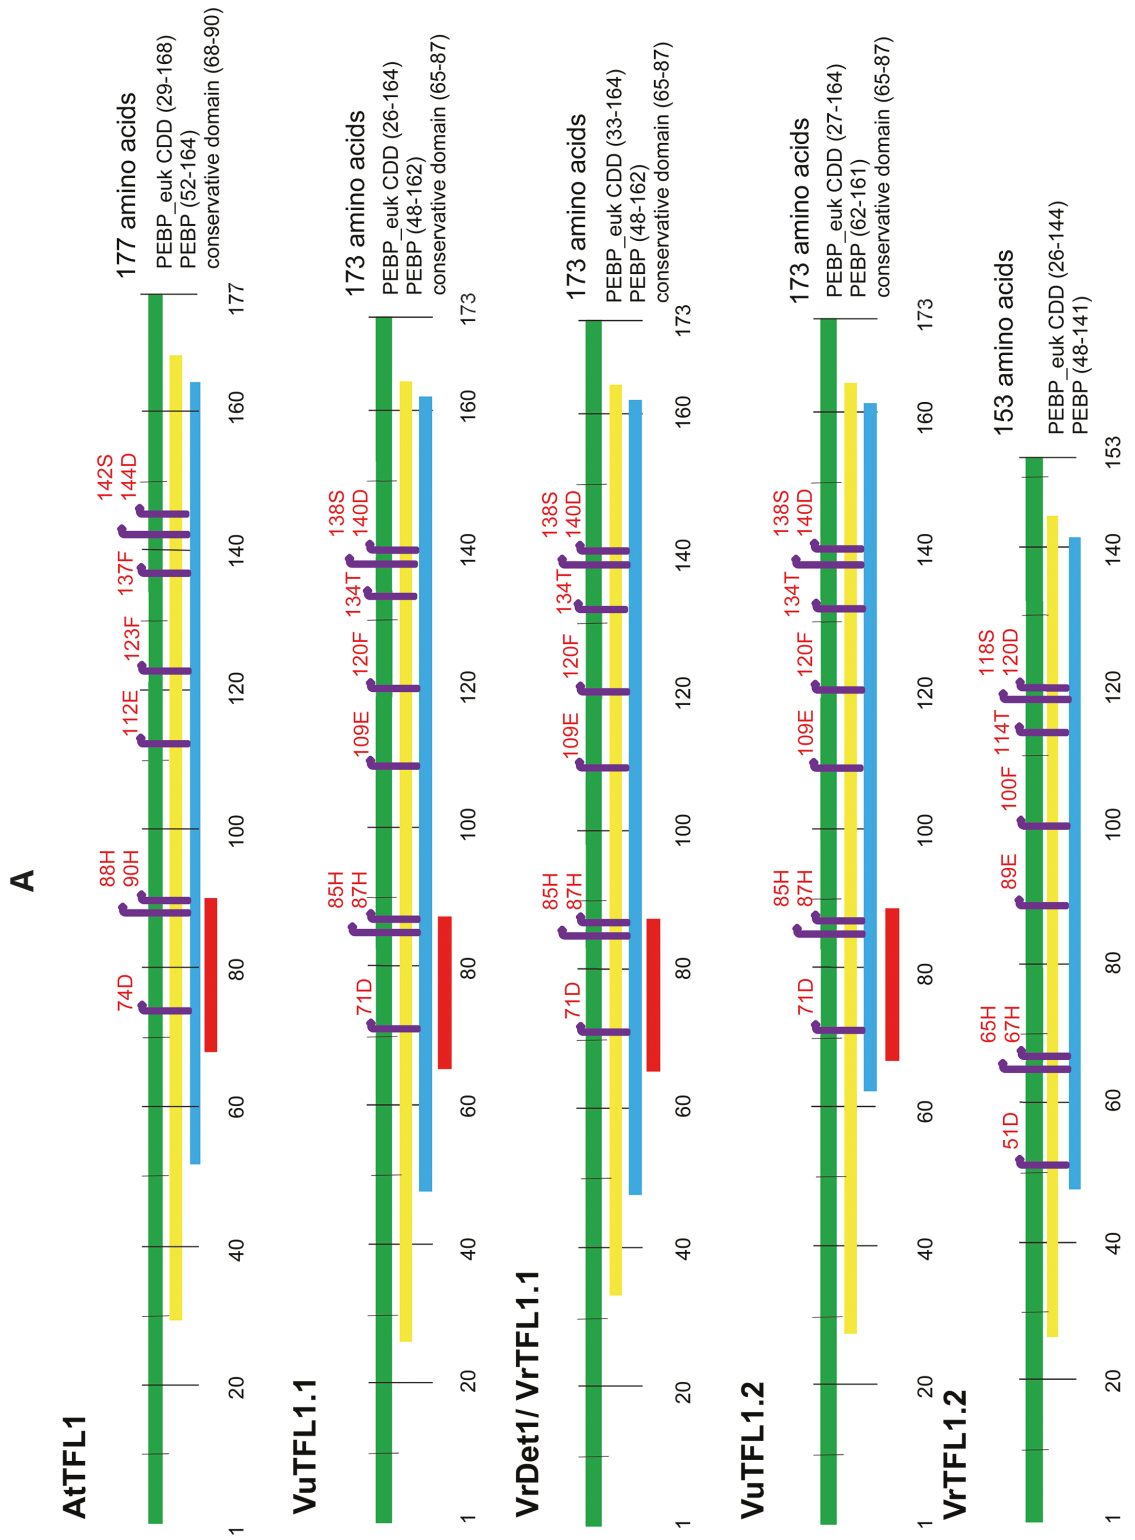 A
AtTFL1
177 amino acids
PEBP_euk CDD (29-168)
PEBP (52-164)
conservative domain (68-90)
74D
88H
90H
112E
123F
137F
142S
144D
1
20
40
60
80
100
120
140
160
177
VuTFL1.1
173 amino acids
PEBP_euk CDD (26-164)
PEBP (48-162)
conservative domain (65-87)
71D
85H
87H
109E
120F
134T
138S
140D
1
20
40
60
80
100
120
140
160
173
VrDet1/ VrTFL1.1
173 amino acids
PEBP_euk CDD (33-164)
PEBP (48-162)
conservative domain (65-87)
71D
85H
87H
109E
120F
134T
138S
140D
1
20
40
60
80
100
120
140
160
173
VuTFL1.2
173 amino acids
PEBP_euk CDD (27-164)
PEBP (62-161)
conservative domain (65-87)
71D
85H
87H
109E
120F
134T
138S
140D
1
20
40
60
80
100
120
140
160
173
VrTFL1.2
153 amino acids
PEBP_euk CDD (26-144)
PEBP (48-141)
51D
65H
67H
89E
100F
114T
118S
120D
1
20
40
60
80
100
120
140
153